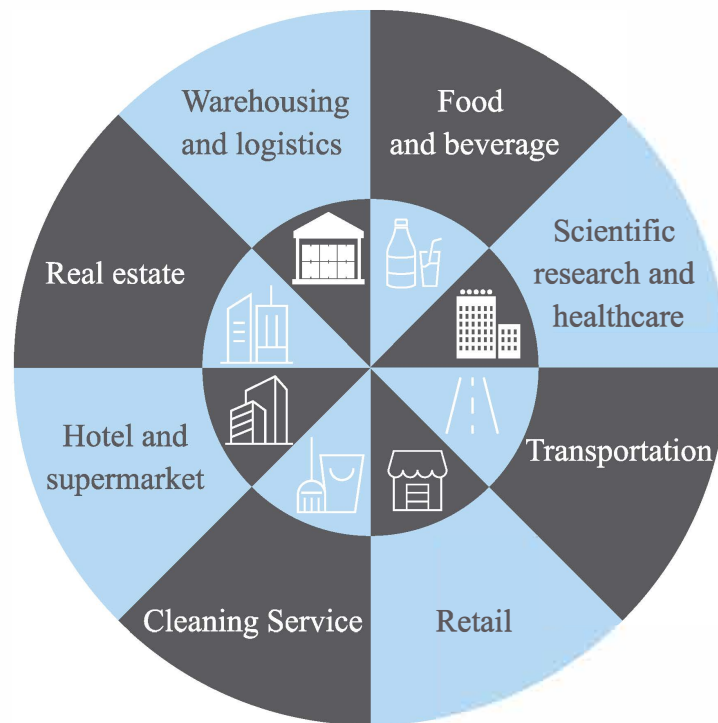 Warehousing
and logistics
Food
and beverage
Scientific
research and
healthcare
Real estate
Hotel and
supermarket
Transportation
Cleaning Service
Retail